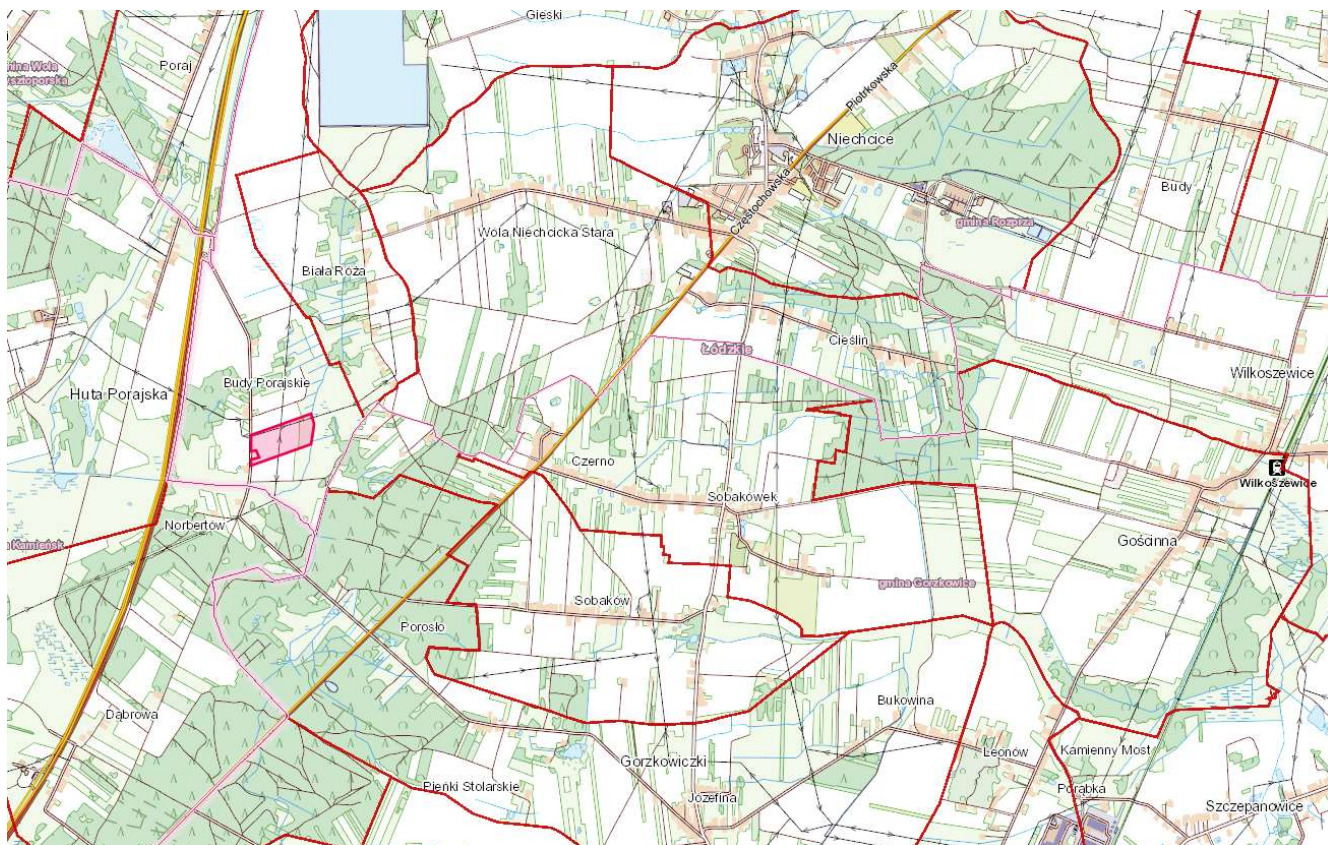 Gieski
gmina Wola
Poraj
Piotrkowska
Niechcice
Budy
Częstochowska
gmina Rozprza
Wola Niechcicka Stara
Biała Róża
Cieślin
Łódzkie
Wilkoszewice
Budy Porajskie
Huta Porajska
Czerno
Wilkoszewice
Sobakówek
Norbertów
Gościnna
Kamieńsk
gmina Gorzkowice
Sobaków
Porosło
Bukowina
Dąbrowa
Leonów
Kamienny Most
Gorzkowiczki
Pieńki Stolarskie
Porąbka
Jozefina
Szczepanowice